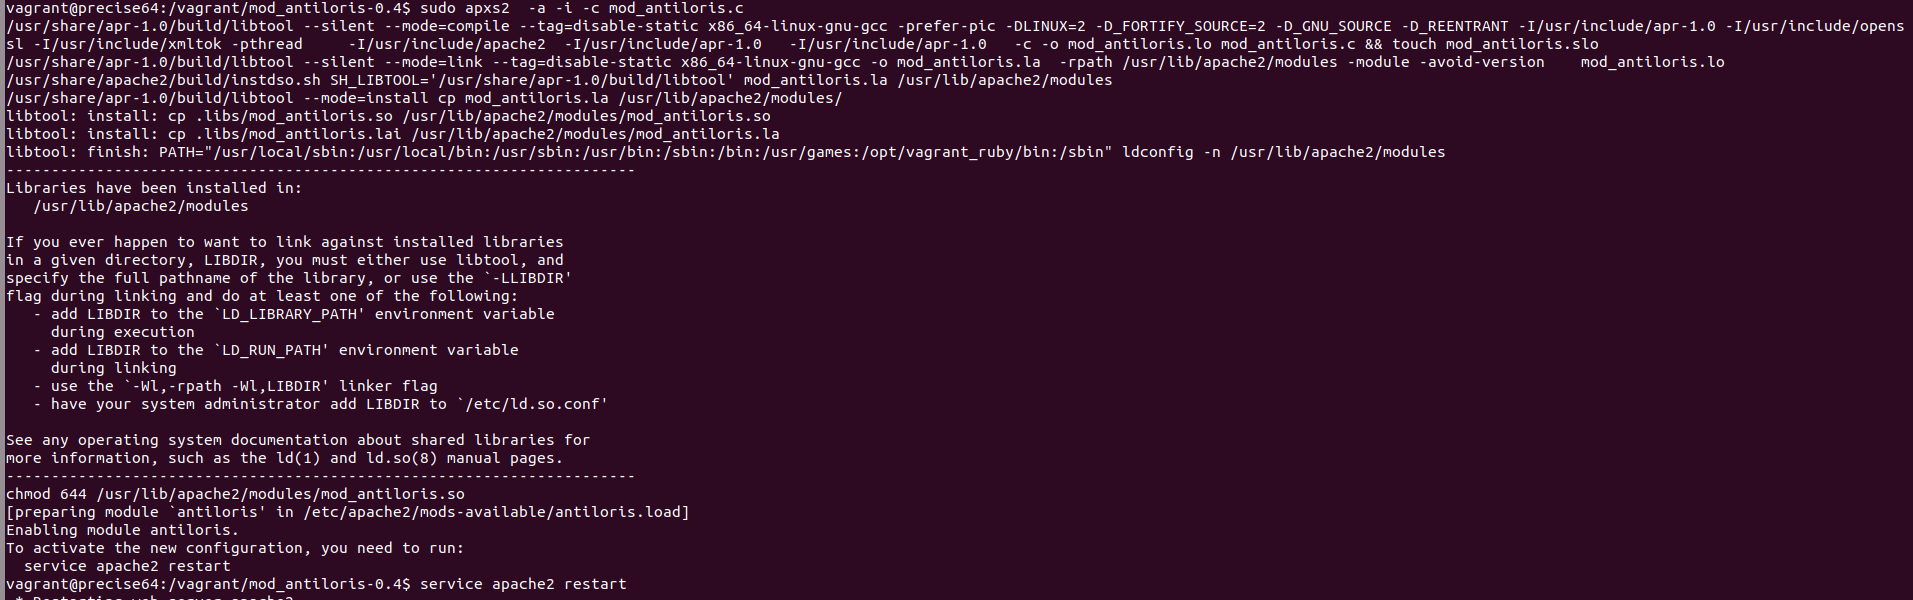 vagrant@precise64:/vagrant/mod_antiloris-0.4$ sudo apxs2  -a -i -c mod_antiloris.c
/usr/share/apr-1.0/build/libtool --silent --mode=compile --tag=disable-static x86_64-linux-gnu-gcc -prefer-pic -DLINUX=2 -D_FORTIFY_SOURCE=2 -D_GNU_SOURCE -D_REENTRANT -I/usr/include/apr-1.0 -I/usr/include/opens
sl -I/usr/include/xmltok -pthread     -I/usr/include/apache2  -I/usr/include/apr-1.0   -I/usr/include/apr-1.0   -c -o mod_antiloris.lo mod_antiloris.c && touch mod_antiloris.slo
/usr/share/apr-1.0/build/libtool --silent --mode=link --tag=disable-static x86_64-linux-gnu-gcc -o mod_antiloris.la  -rpath /usr/lib/apache2/modules -module -avoid-version    mod_antiloris.lo
/usr/share/apache2/build/instdso.sh SH_LIBTOOL='/usr/share/apr-1.0/build/libtool' mod_antiloris.la /usr/lib/apache2/modules
/usr/share/apr-1.0/build/libtool --mode=install cp mod_antiloris.la /usr/lib/apache2/modules/
libtool: install: cp .libs/mod_antiloris.so /usr/lib/apache2/modules/mod_antiloris.so
libtool: install: cp .libs/mod_antiloris.lai /usr/lib/apache2/modules/mod_antiloris.la
libtool: finish: PATH="/usr/local/sbin:/usr/local/bin:/usr/sbin:/usr/bin:/sbin:/bin:/usr/games:/opt/vagrant_ruby/bin:/sbin" ldconfig -n /usr/lib/apache2/modules
----------------------------------------------------------------------
Libraries have been installed in:
   /usr/lib/apache2/modules

If you ever happen to want to link against installed libraries
in a given directory, LIBDIR, you must either use libtool, and
specify the full pathname of the library, or use the `-LLIBDIR'
flag during linking and do at least one of the following:
   - add LIBDIR to the `LD_LIBRARY_PATH' environment variable
     during execution
   - add LIBDIR to the `LD_RUN_PATH' environment variable
     during linking
   - use the `-Wl,-rpath -Wl,LIBDIR' linker flag
   - have your system administrator add LIBDIR to `/etc/ld.so.conf'

See any operating system documentation about shared libraries for
more information, such as the ld(1) and ld.so(8) manual pages.
----------------------------------------------------------------------
chmod 644 /usr/lib/apache2/modules/mod_antiloris.so
[preparing module `antiloris' in /etc/apache2/mods-available/antiloris.load]
Enabling module antiloris.
To activate the new configuration, you need to run:
  service apache2 restart
vagrant@precise64:/vagrant/mod_antiloris-0.4$ service apache2 restart
 * Restarting web server apache2